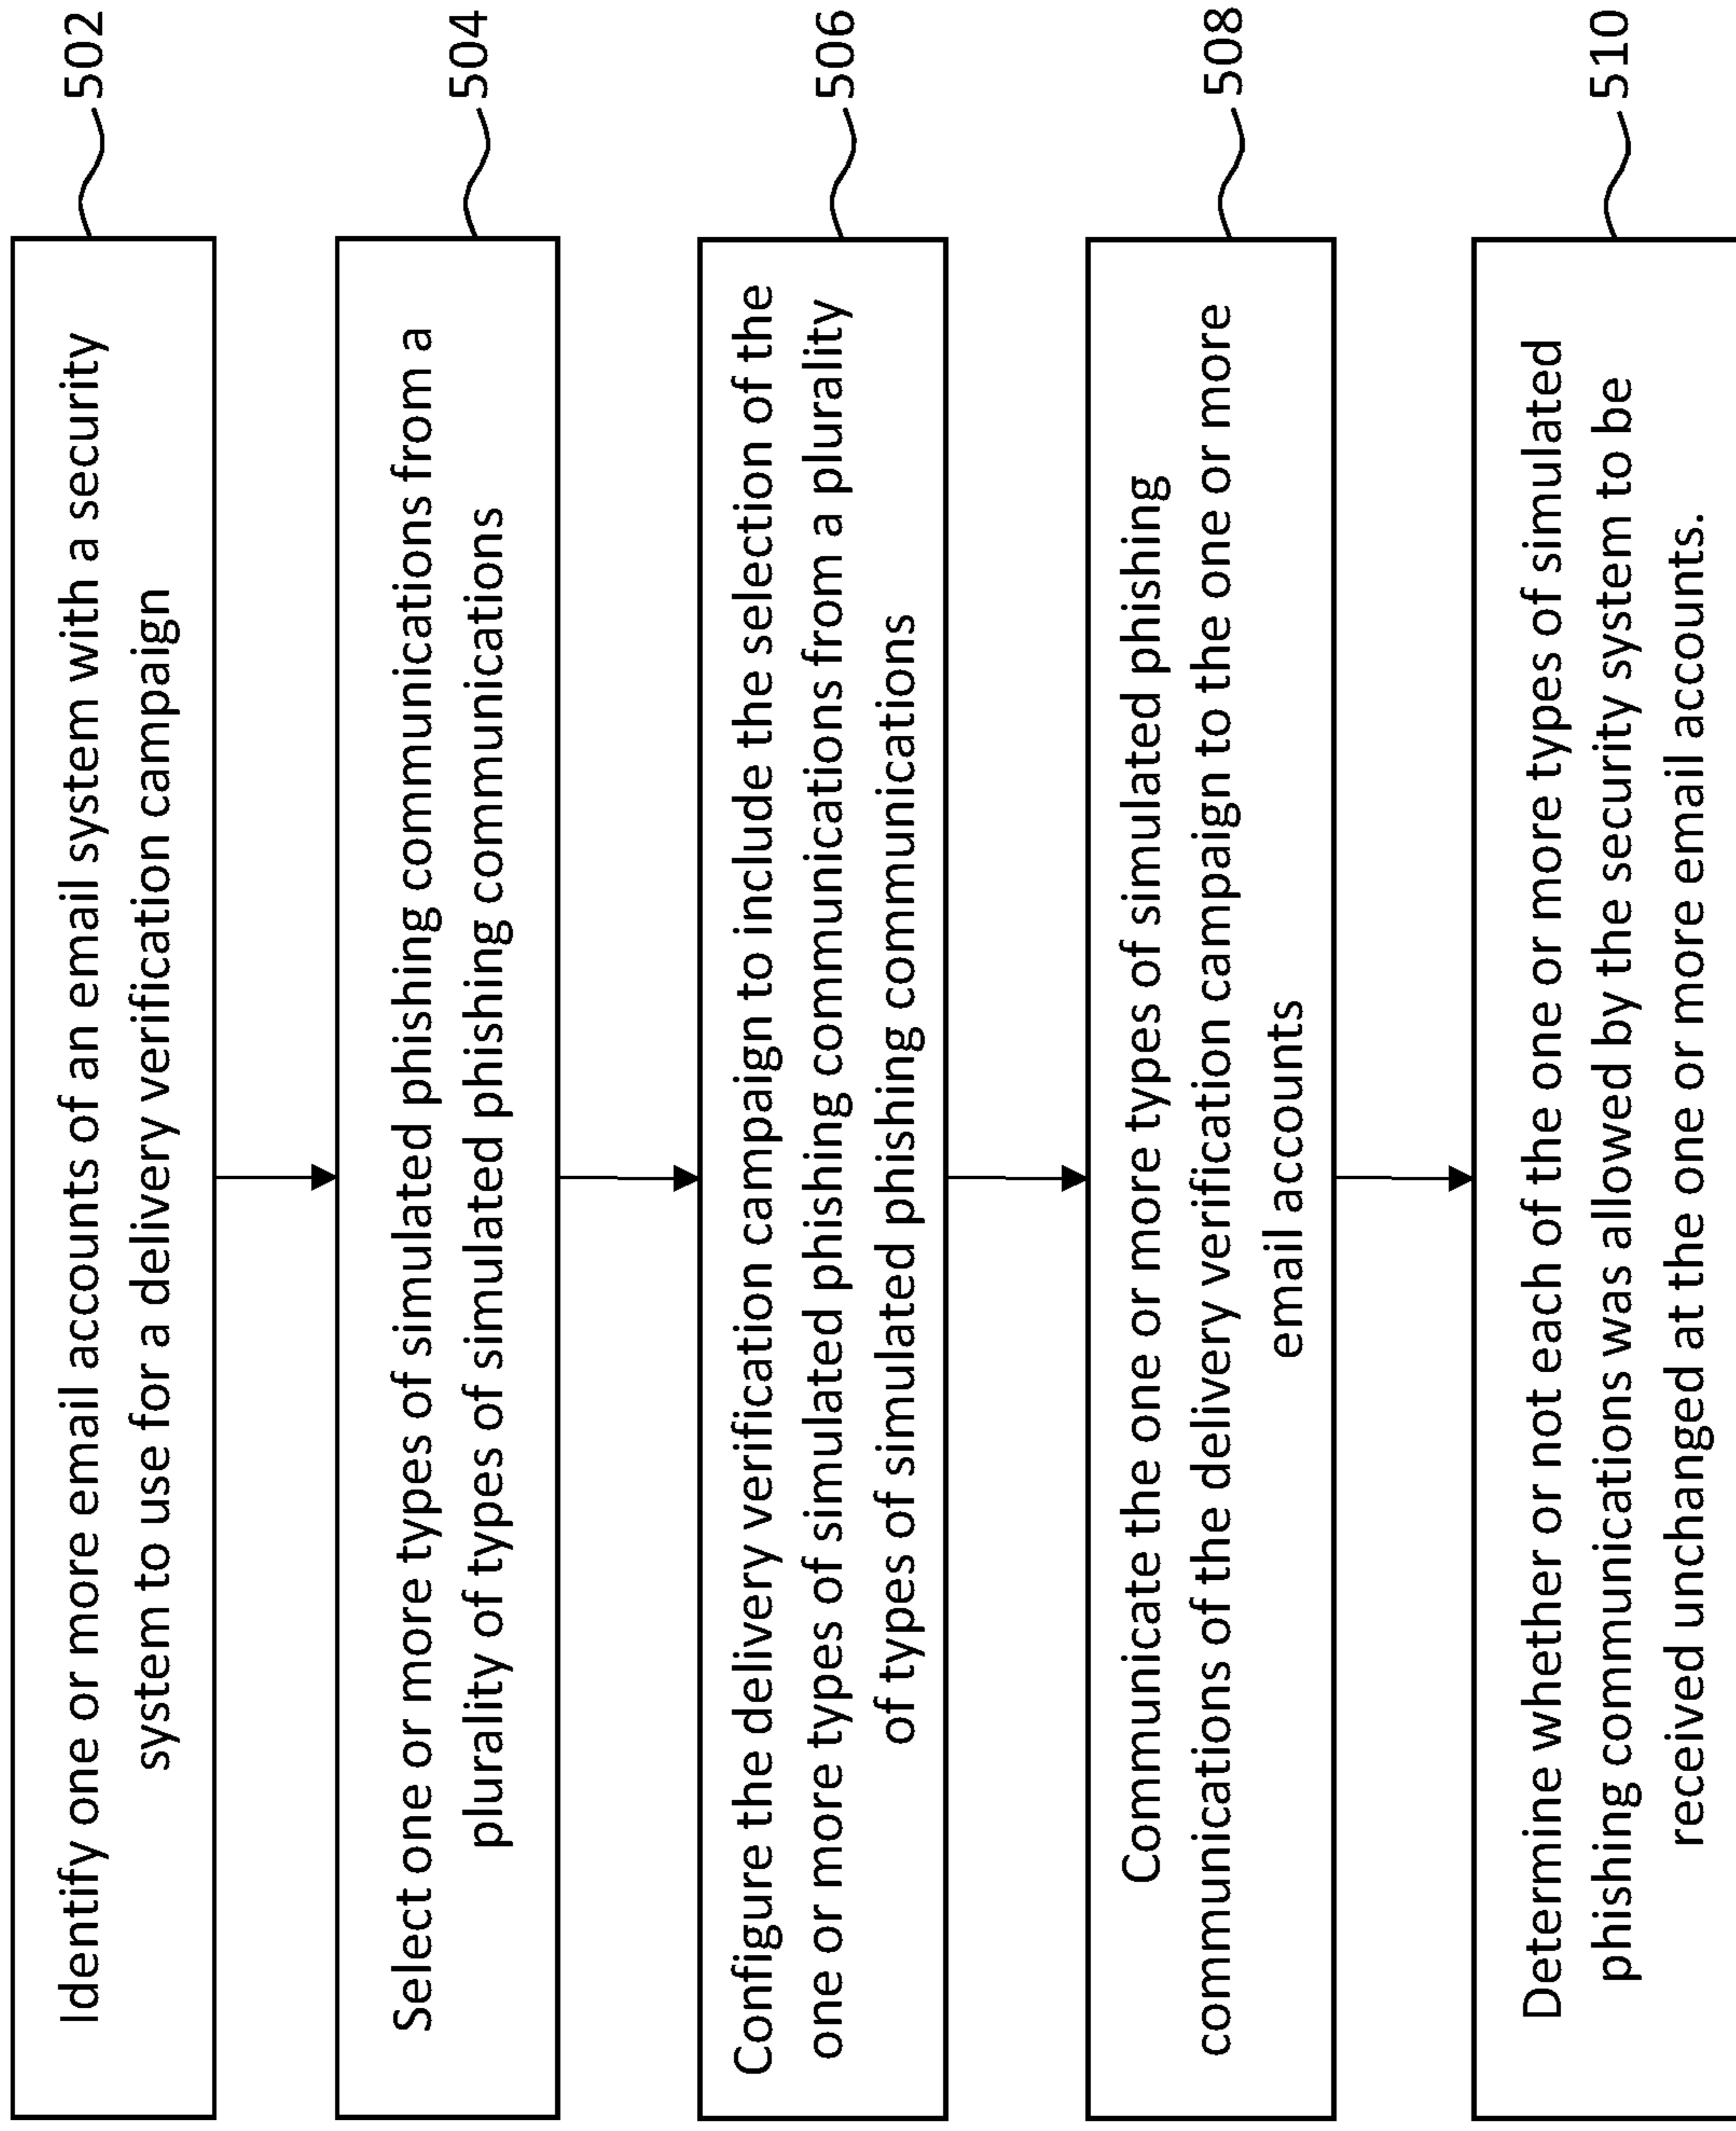 Identify one or more email accounts of an email system with a security
system to use for a delivery verification campaign
502
Select one or more types of simulated phishing communications from a
plurality of types of simulated phishing communications
504
Configure the delivery verification campaign to include the selection of the
one or more types of simulated phishing communications from a plurality
of types of simulated phishing communications
506
Communicate the one or more types of simulated phishing
communications of the delivery verification campaign to the one or more
email accounts
508
Determine whether or not each of the one or more types of simulated
phishing communications was allowed by the security system to be
received unchanged at the one or more email accounts.
510